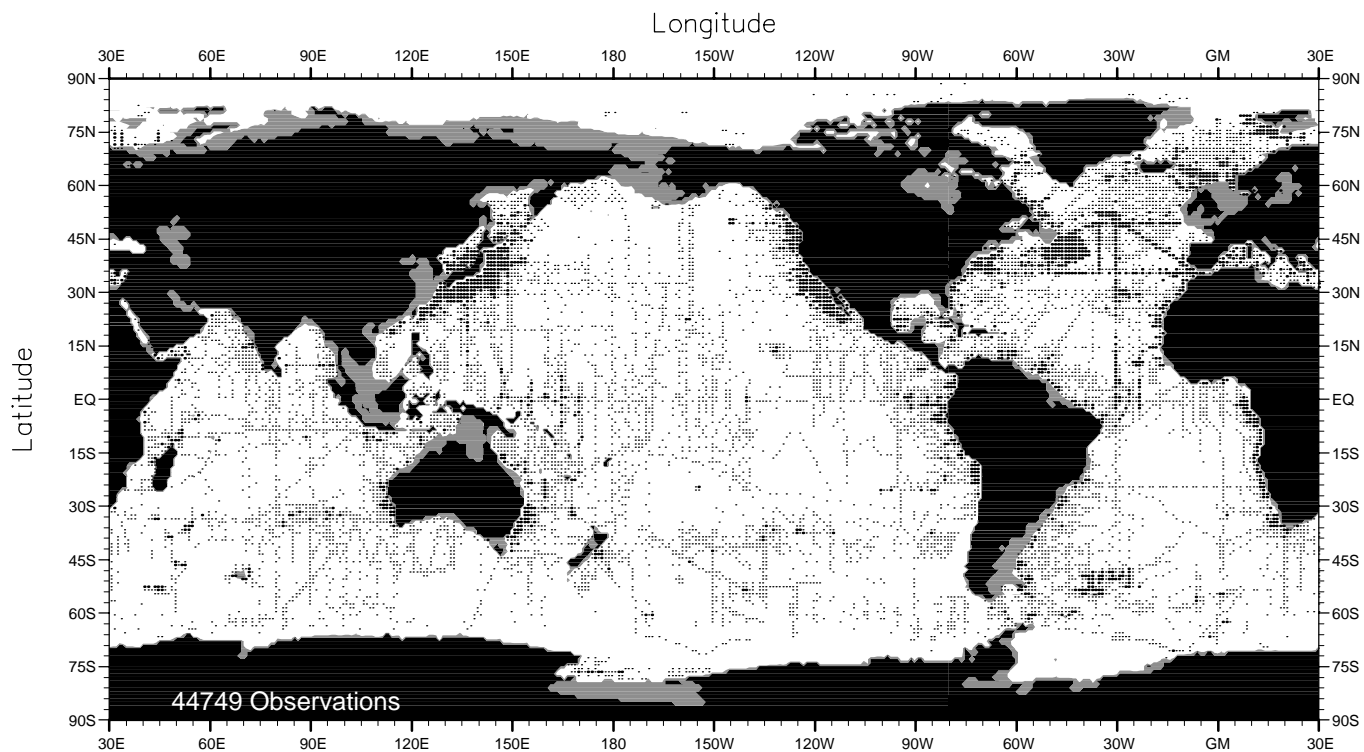 Longitude
30E 60E 90E 120E 150E 180 150W 120W 90W 60W 30W GM 30E
90N 90N
75N 75N
60N 60N
45N 45N
30N 30N
15N 15N
Latitude
EQ EQ
15S 15S
30S 30S
45S 45S
60S 60S
75S 75S
44749 Observations
90S 90S
30E 60E 90E 120E 150E 180 150W 120W 90W 60W 30W GM 30E